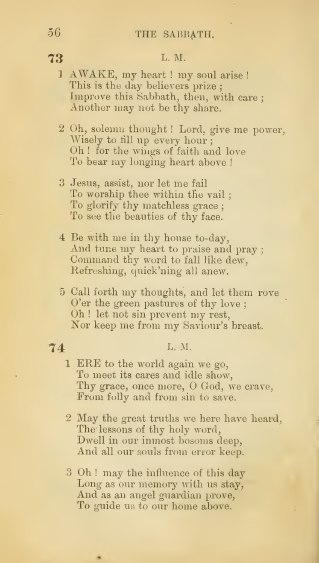 56 THE SABBATH.
73 L. M.
1 AWAKE, my heart ! my soul arise !
This is the day believers prize ;
Improve this Sabbath, then, with care ;
Another may not be thy share.
2 Oh, solemn thought ! Lord, give me power,
Wisely to fill up every hour ;
Oh ! for the wings of faith and love
To bear my longing heart above !
3 Jesus, assist, nor let me fail
To worship thee within the vail ;
To glorify thy matchless grace ;
To see the beauties of thy face.
4 Be with me in thy house to-day,
And tune my heart to praise and pray ;
Command thy word to fall like dew,
Refreshing, quick'ning all anew.
5 Call forth my thoughts, and let them rove
O'er the green pastures of thy love ;
Oh ! let not sin prevent my rest,
Nor keep me from my Saviour's breast.
74 L. M.
1 ERE to the world again we go,
To meet its cares and idle show,
Thy grace, once more, O God, we crave,
From folly and from sin to save.
2 May the great truths we here have heard,
The lessons of thy holy word,
Dwell in our inmost bosoms deep,
And all our souls from error keep.
3 Oh ! may the influence of this day
Long as our memory with us stay,
And as an angel guardian prove,
To guide us to our home above.